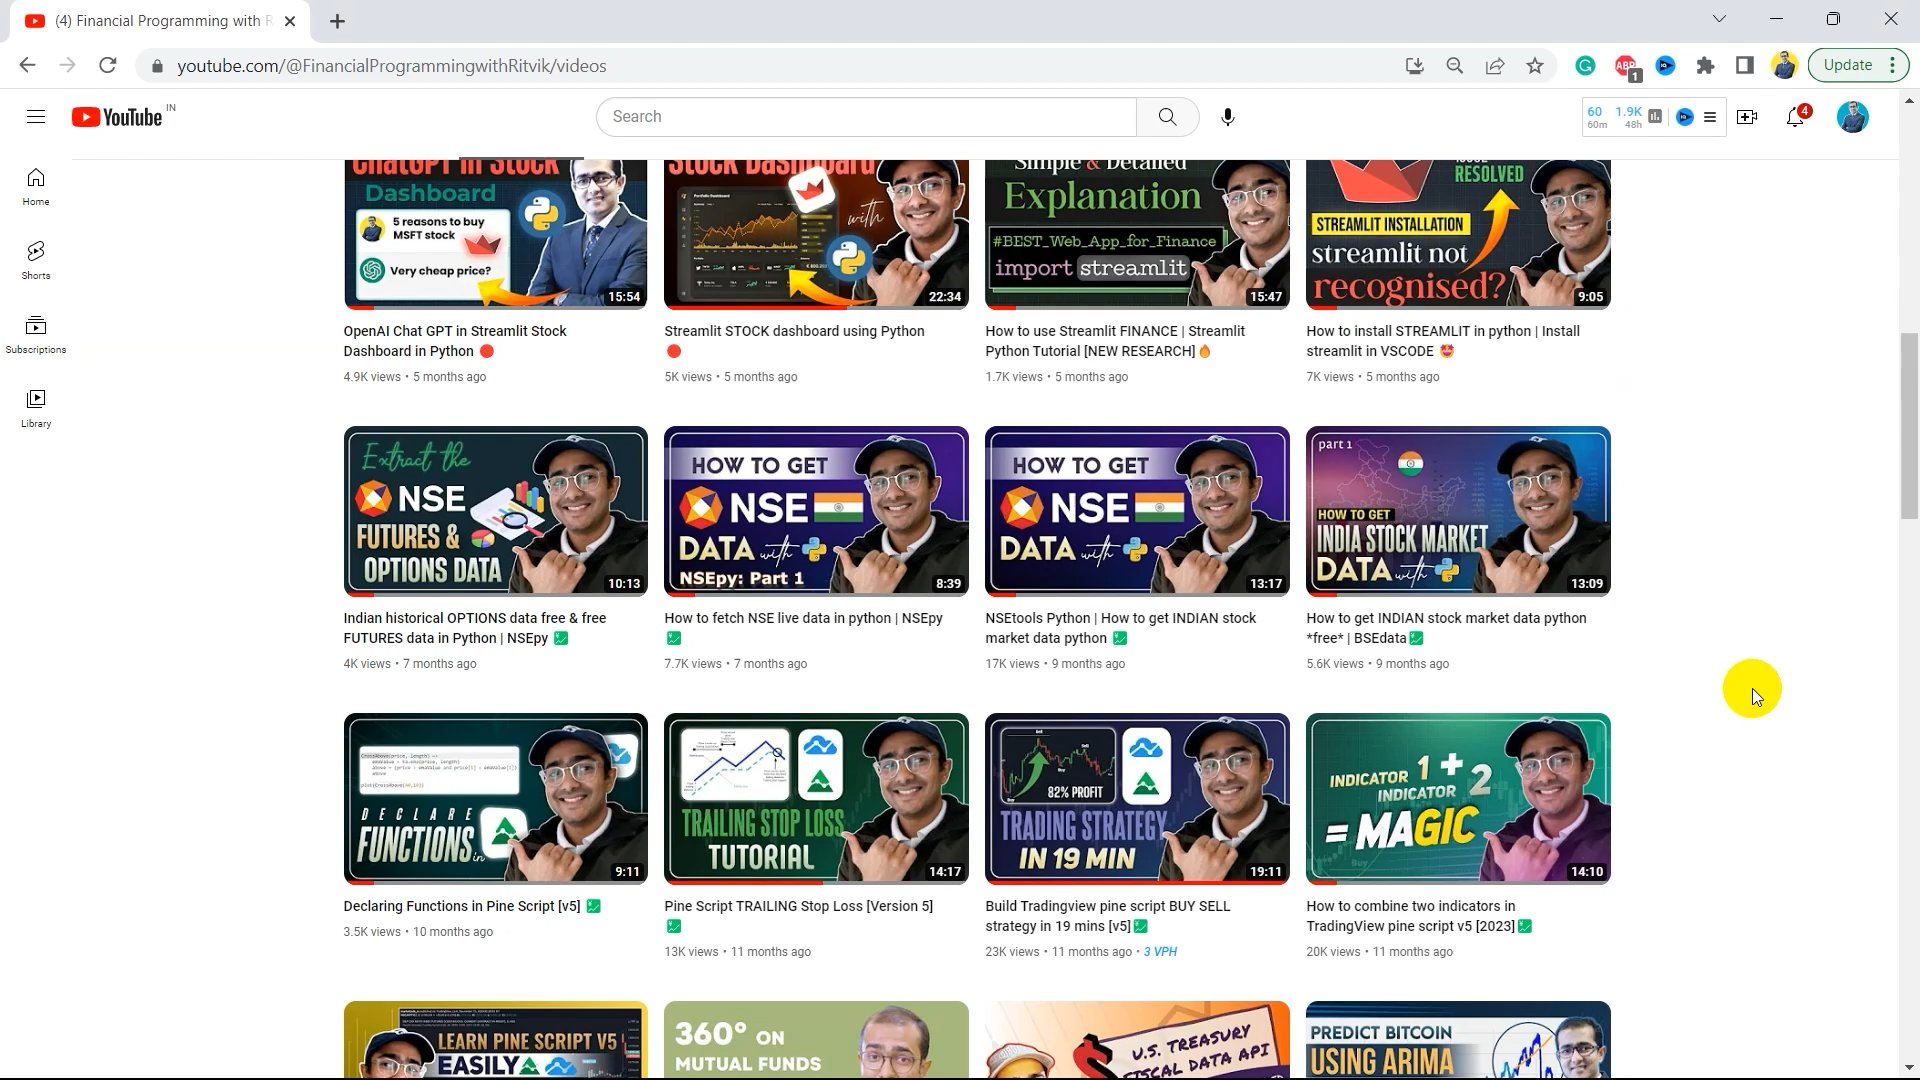 (4) Financial Programming with R
youtube.com/@FinancialProgrammingwithRitvik/videos
ABP
1
Update
YouTube
IN
Search
60
60m
1.9K
48h
4
Home
Shorts
Subscriptions
Library
ChatGPT in Stock
Dashboard
5 reasons to buy
MSFT stock
Very cheap price?
15:54
OpenAI Chat GPT in Streamlit Stock
Dashboard in Python
4.9K views • 5 months ago
Stock Dashboard
with
22:34
Streamlit STOCK dashboard using Python
5K views • 5 months ago
Simple & Detailed
Explanation
#BEST_Web_App_for_Finance
import streamlit
15:47
How to use Streamlit FINANCE | Streamlit
Python Tutorial [NEW RESEARCH]
1.7K views • 5 months ago
RESOLVED
STREAMLIT INSTALLATION
streamlit not
recognised?
9:05
How to install STREAMLIT in python | Install
streamlit in VSCODE
7K views • 5 months ago
Extract the
NSE
FUTURES &
OPTIONS DATA
10:13
Indian historical OPTIONS data free & free
FUTURES data in Python | NSEpy
4K views • 7 months ago
HOW TO GET
NSE
DATA with
NSEpy: Part 1
8:39
How to fetch NSE live data in python | NSEpy
7.7K views • 7 months ago
HOW TO GET
NSE
DATA with
13:17
NSEtools Python | How to get INDIAN stock
market data python
17K views • 9 months ago
part 1
HOW TO GET
INDIA STOCK MARKET
DATA with
13:09
How to get INDIAN stock market data python
*free* | BSEdata
5.6K views • 9 months ago
DECLARE
FUNCTIONS in
9:11
Declaring Functions in Pine Script [v5]
3.5K views • 10 months ago
TRAILING STOP LOSS
TUTORIAL
14:17
Pine Script TRAILING Stop Loss [Version 5]
13K views • 11 months ago
82% PROFIT
TRADING STRATEGY
IN 19 MIN
19:11
Build Tradingview pine script BUY SELL
strategy in 19 mins [v5]
23K views • 11 months ago • 3 VPH
INDICATOR 1 +
INDICATOR 2
= MAGIC
14:10
How to combine two indicators in
TradingView pine script v5 [2023]
20K views • 11 months ago
LEARN PINE SCRIPT V5
EASILY
360° ON
MUTUAL FUNDS
U.S. TREASURY
FISCAL DATA API
PREDICT BITCOIN
USING ARIMA